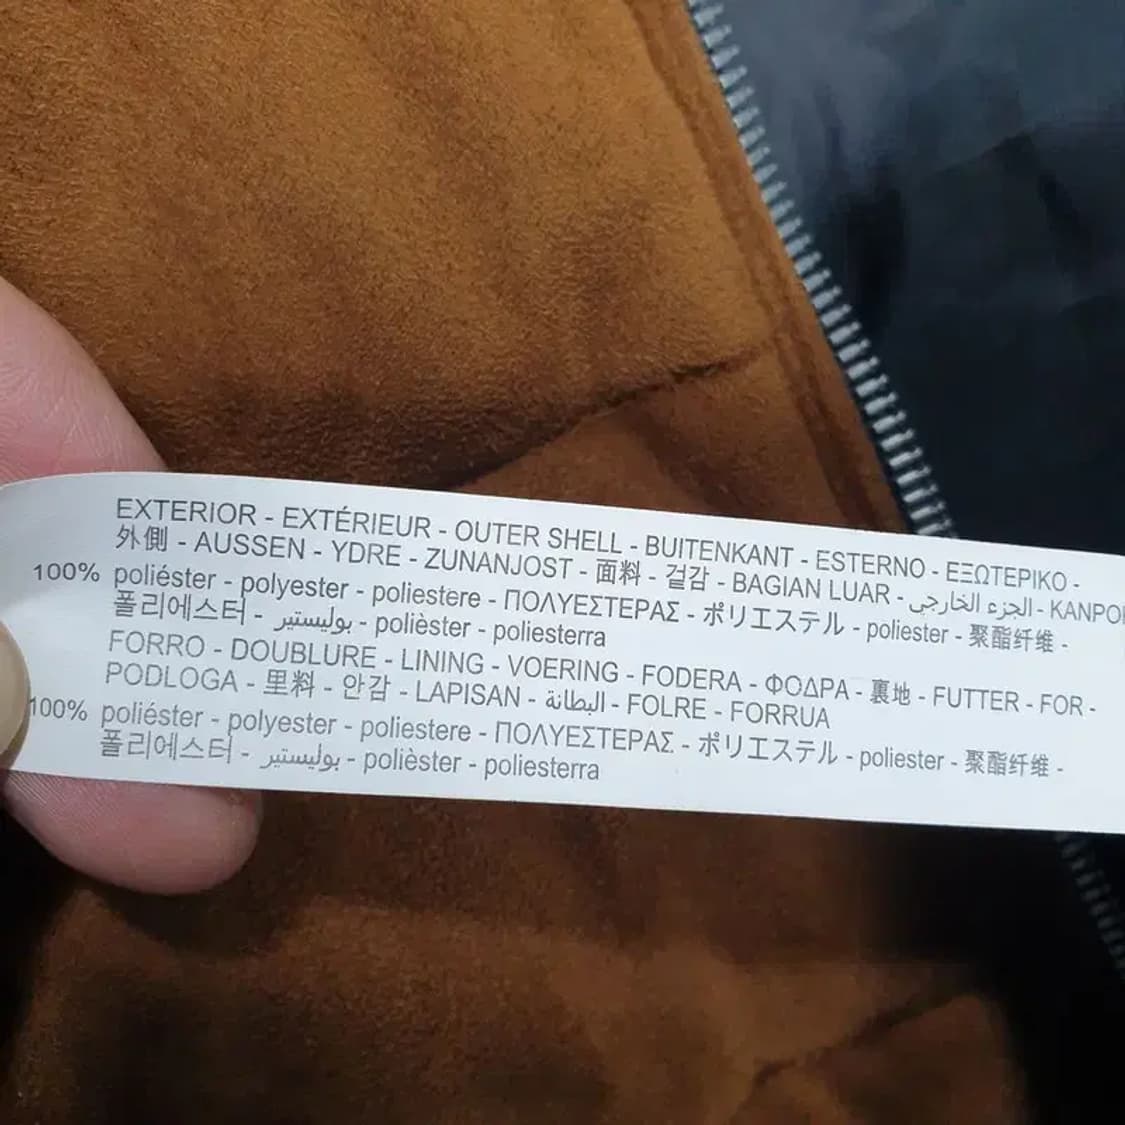 EXTERIOR - EXTÉRIEUR - OUTER SHELL - BUITENKANT - ESTERNO - ΕΞΩΤΕΡΙΚΟ -
外側 - AUSSEN - YDRE - ZUNANJOST - 面料 - 겉감 - BAGIAN LUAR - الجزء الخارجي -
100% poliéster - polyester - poliestere - ΠΟΛΥΕΣΤΕΡΑΣ - ポリエステル - poliester - 聚酯纤维 -
폴리에스터 - بوليستير - polièster - poliesterra
FORRO - DOUBLURE - LINING - VOERING - FODERA - ΦΟΔΡΑ - 裏地 - FUTTER - FOR -
PODLOGA - 里料 - 안감 - LAPISAN - البطانة - FOLRE - FORRUA
100% poliéster - polyester - poliestere - ΠΟΛΥΕΣΤΕΡΑΣ - ポリエステル - poliester - 聚酯纤维 -
폴리에스터 - بوليستير - polièster - poliesterra